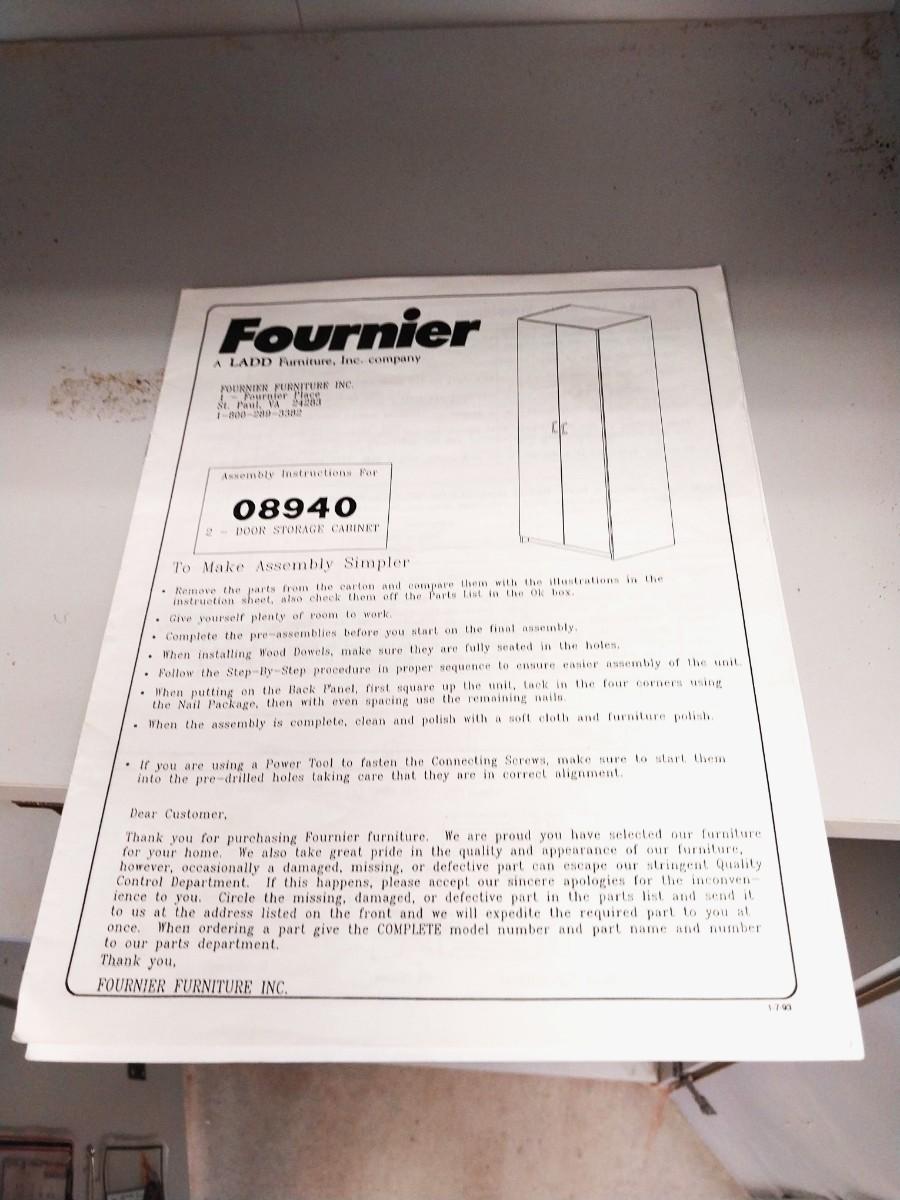 Fournier
A LADD Furniture, Inc. company
FOURNIER FURNITURE INC.
1 - Fournier Place
St. Paul, VA 24283
1-800-289-3382
Assembly Instructions For
08940
2 - DOOR STORAGE CABINET
To Make Assembly Simpler
• Remove the parts from the carton and compare them with the illustrations in the
instruction sheet, also check them off the Parts List in the Ok box.
• Give yourself plenty of room to work.
• Complete the pre-assemblies before you start on the final assembly.
• When installing Wood Dowels, make sure they are fully seated in the holes.
• Follow the Step-By-Step procedure in proper sequence to ensure easier assembly of the unit.
• When putting on the Back Panel, first square up the unit, tack in the four corners using
the Nail Package, then with even spacing use the remaining nails.
• When the assembly is complete, clean and polish with a soft cloth and furniture polish.
• If you are using a Power Tool to fasten the Connecting Screws, make sure to start them
into the pre-drilled holes taking care that they are in correct alignment.
Dear Customer,
Thank you for purchasing Fournier furniture. We are proud you have selected our furniture
for your home. We also take great pride in the quality and appearance of our furniture,
however, occasionally a damaged, missing, or defective part can escape our stringent Quality
Control Department. If this happens, please accept our sincere apologies for the inconven-
ience to you. Circle the missing, damaged, or defective part in the parts list and send it
to us at the address listed on the front and we will expedite the required part to you at
once. When ordering a part give the COMPLETE model number and part name and number
to our parts department.
Thank you,
FOURNIER FURNITURE INC.
1-7-93